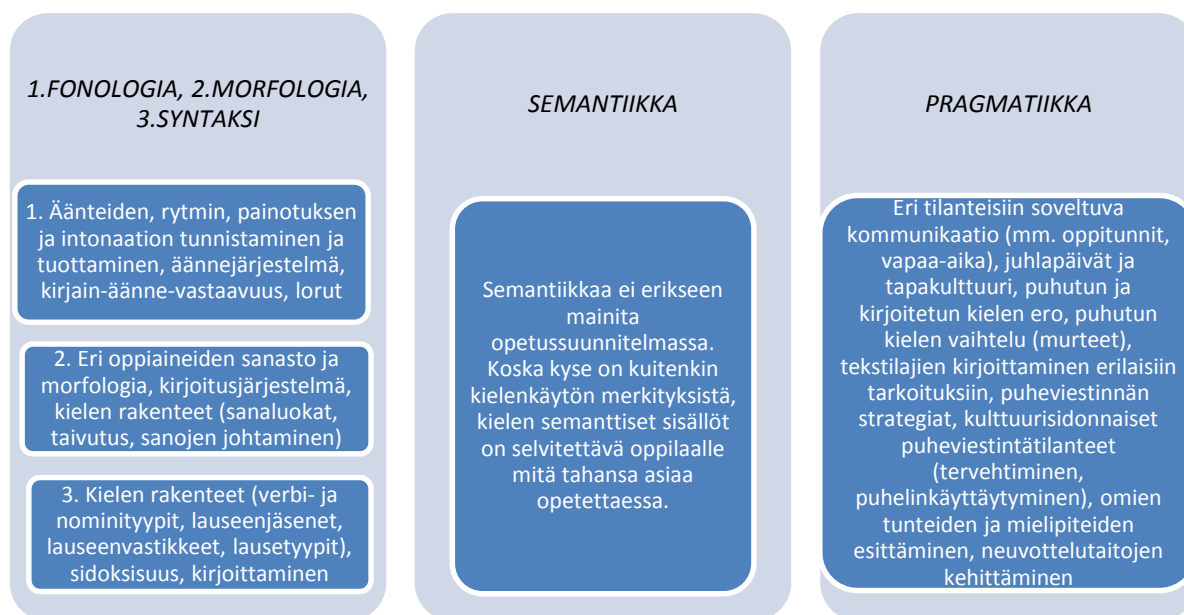 1.FONOLOGIA, 2.MORFOLOGIA,
3.SYNTAKSI
1. Äänteiden, rytmin, painotuksen
ja intonaation tunnistaminen ja
tuottaminen, äännejärjestelmä,
kirjain-äänne-vastaavuus, lorut
2. Eri oppiaineiden sanasto ja
morfologia, kirjoitusjärjestelmä,
kielen rakenteet (sanaluokat,
taivutus, sanojen johtaminen)
3. Kielen rakenteet (verbi- ja
nominityypit, lauseenjäsenet,
lauseenvastikkeet, lausetyypit),
sidoksisuus, kirjoittaminen
SEMANTIIKKA
Semantiikkaa ei erikseen
mainita
opetussuunnitelmassa.
Koska kyse on kuitenkin
kielenkäytön merkityksistä,
kielen semanttiset sisällöt
on selvitettävä oppilaalle
mitä tahansa asiaa
opetettaessa.
PRAGMATIIKKA
Eri tilanteisiin soveltuva
kommunikaatio (mm. oppitunnit,
vapaa-aika), juhlapäivät ja
tapakulttuuri, puhutun ja
kirjoitetun kielen ero, puhutun
kielen vaihtelu (murteet),
tekstilajien kirjoittaminen erilaisiin
tarkoituksiin, puheviestinnän
strategiat, kulttuurisidonnaiset
puheviestintätilanteet
(tervehtiminen,
puhelinkäyttäytyminen), omien
tunteiden ja mielipiteiden
esittäminen, neuvottelutaitojen
kehittäminen